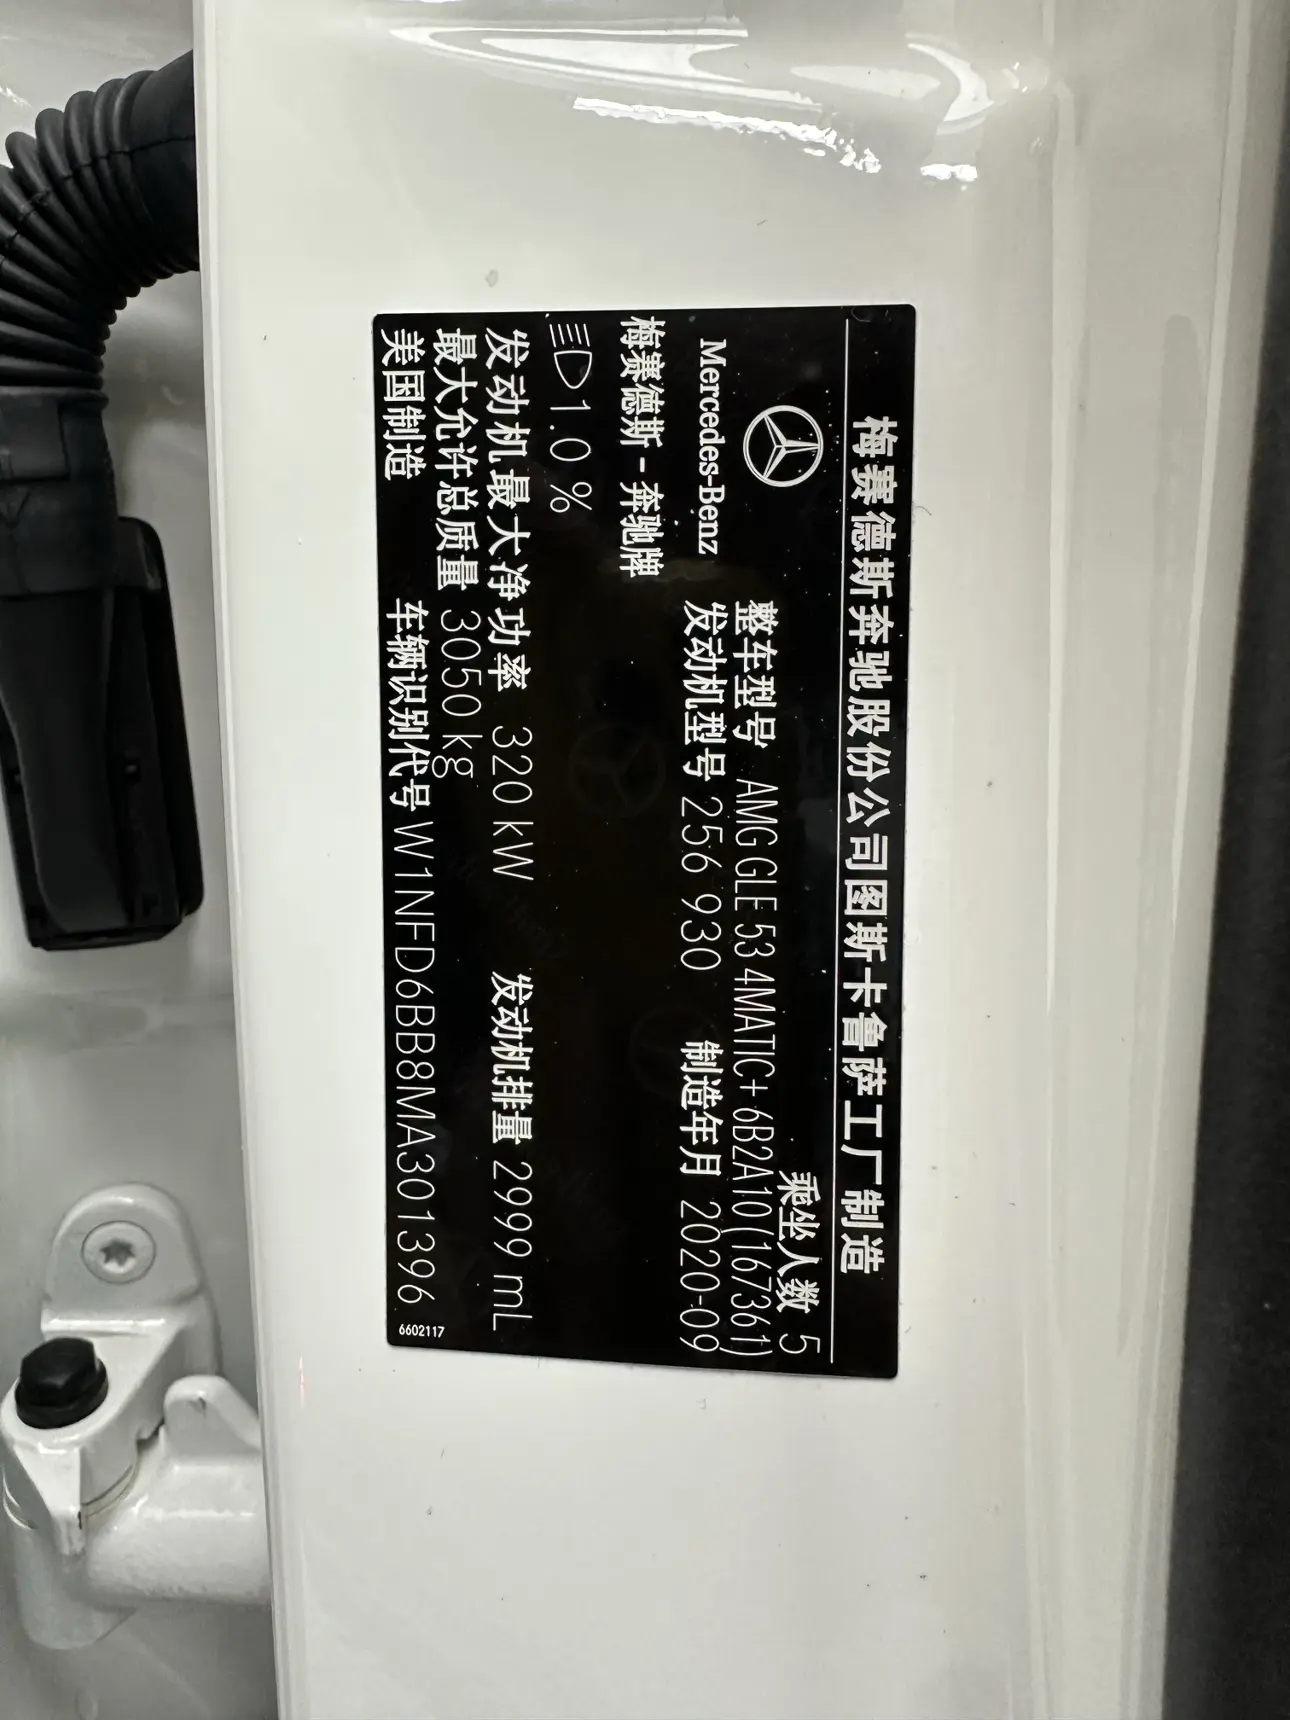 梅赛德斯奔驰股份公司图斯卡鲁萨工厂制造
乘坐人数 5
整车型号 AMG GLE 53 4MATIC+ 6B2A10(167361)
Mercedes-Benz 发动机型号 256 930 制造年月 2020-09
梅赛德斯-奔驰牌
1.0 %
发动机最大净功率 320 kW 发动机排量 2999 mL
最大允许总质量 3050 kg
美国制造 车辆识别代号 W1NFD6BB8MA301396
6602117